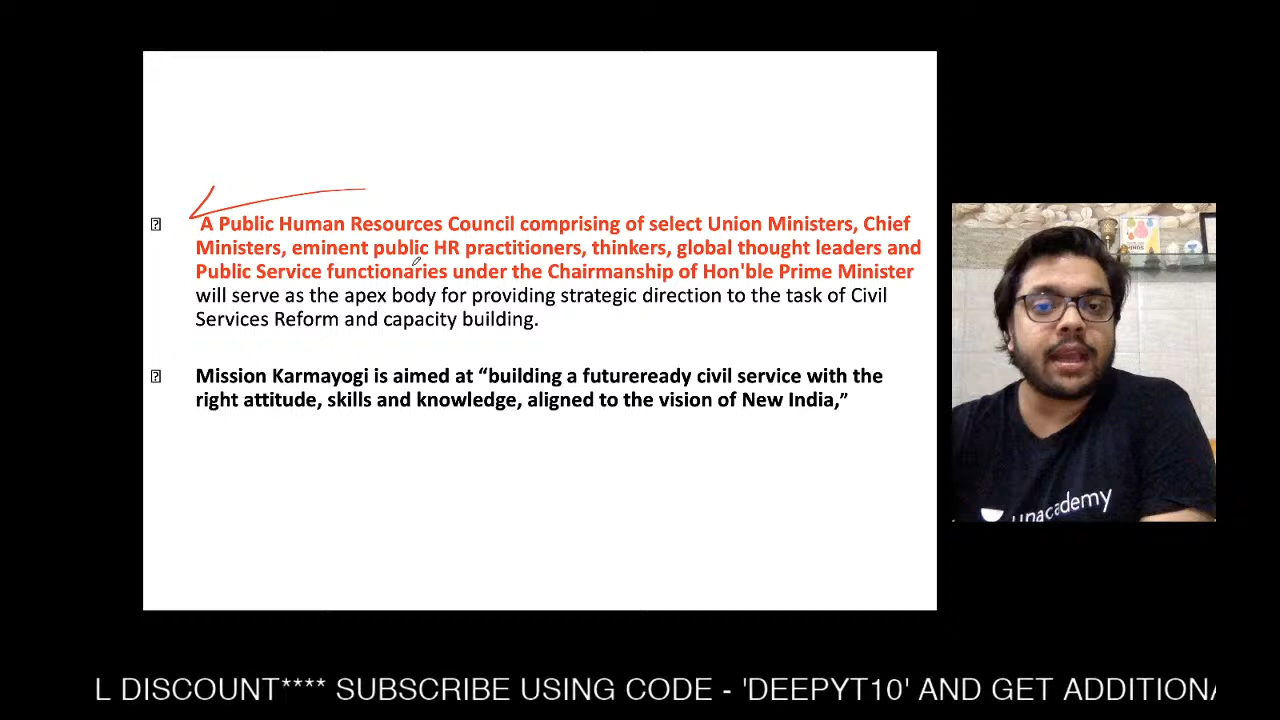 A Public Human Resources Council comprising of select Union Ministers, Chief
Ministers, eminent public HR practitioners, thinkers, global thought leaders and
Public Service functionaries under the Chairmanship of Hon'ble Prime Minister
will serve as the apex body for providing strategic direction to the task of Civil
Services Reform and capacity building.
Mission Karmayogi is aimed at “building a futureready civil service with the
right attitude, skills and knowledge, aligned to the vision of New India,”
unacademy
L DISCOUNT**** SUBSCRIBE USING CODE - 'DEEPYT10' AND GET ADDITIONA